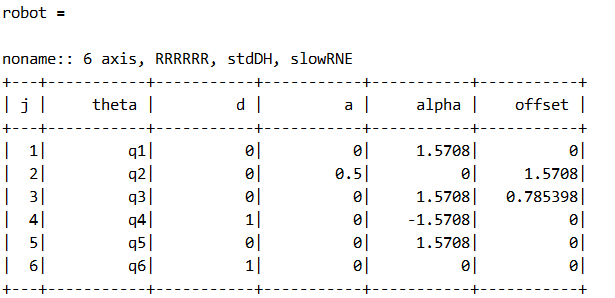 robot =
noname:: 6 axis, RRRRRR, stdDH, slowRNE
+---+-----------+-----------+-----------+-----------+-----------+
| j |     theta |         d |         a |     alpha |    offset |
+---+-----------+-----------+-----------+-----------+-----------+
|  1|         q1|          0|          0|     1.5708|          0|
|  2|         q2|          0|        0.5|          0|     1.5708|
|  3|         q3|          0|          0|     1.5708|   0.785398|
|  4|         q4|          1|          0|    -1.5708|          0|
|  5|         q5|          0|          0|     1.5708|          0|
|  6|         q6|          1|          0|          0|          0|
+---+-----------+-----------+-----------+-----------+-----------+